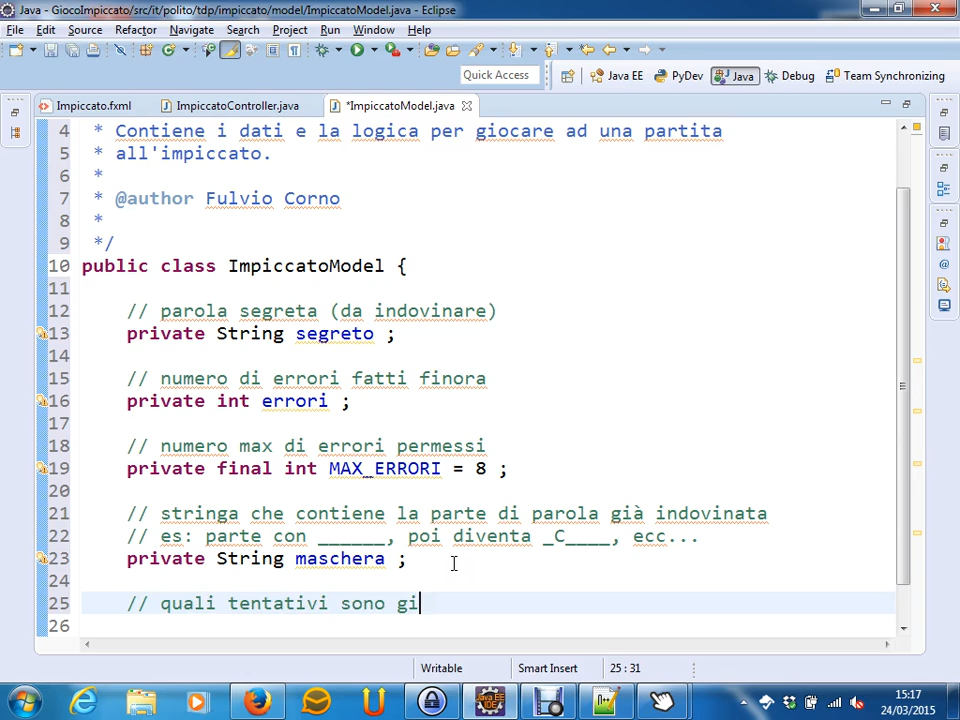 Java - GiocoImpiccato/src/it/polito/tdp/impiccato/model/ImpiccatoModel.java - Eclipse
File Edit Source Refactor Navigate Search Project Run Window Help
Quick Access Java EE PyDev Java Debug Team Synchronizing
Impiccato.fxml ImpiccatoController.java *ImpiccatoModel.java
4 * Contiene i dati e la logica per giocare ad una partita
5 * all'impiccato.
6 *
7 * @author Fulvio Corno
8 *
9 */
10 public class ImpiccatoModel {
11
12 // parola segreta (da indovinare)
13 private String segreto ;
14
15 // numero di errori fatti finora
16 private int errori ;
17
18 // numero max di errori permessi
19 private final int MAX_ERRORI = 8 ;
20
21 // stringa che contiene la parte di parola già indovinata
22 // es: parte con ______, poi diventa _C____, ecc...
23 private String maschera ;
24
25 // quali tentativi sono gi
26
Writable Smart Insert 25 : 31
15:17
24/03/2015